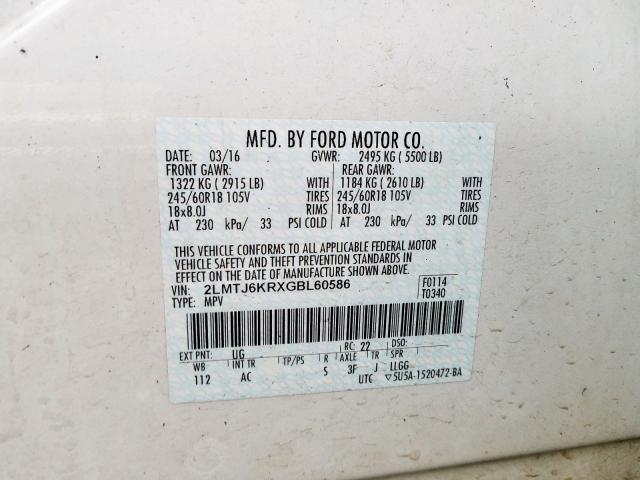 MFD. BY FORD MOTOR CO.
DATE: 03/16 GVWR: 2495 KG ( 5500 LB)
FRONT GAWR: REAR GAWR:
1322 KG ( 2915 LB) WITH 1184 KG ( 2610 LB) WITH
245/60R18 105V TIRES 245/60R18 105V TIRES
18x8.0J RIMS 18x8.0J RIMS
AT 230 kPa/ 33 PSI COLD AT 230 kPa/ 33 PSI COLD
THIS VEHICLE CONFORMS TO ALL APPLICABLE FEDERAL MOTOR
VEHICLE SAFETY AND THEFT PREVENTION STANDARDS IN
EFFECT ON THE DATE OF MANUFACTURE SHOWN ABOVE.
VIN: 2LMTJ6KRXGBL60586 F0114
TYPE: MPV T0340
EXT PNT: UG RC: 22 DSO:
WB INT TR TP/PS R AXLE TR SPR
112 AC S 3F J LLGG
UTC ▽5U5A-1520472-BA